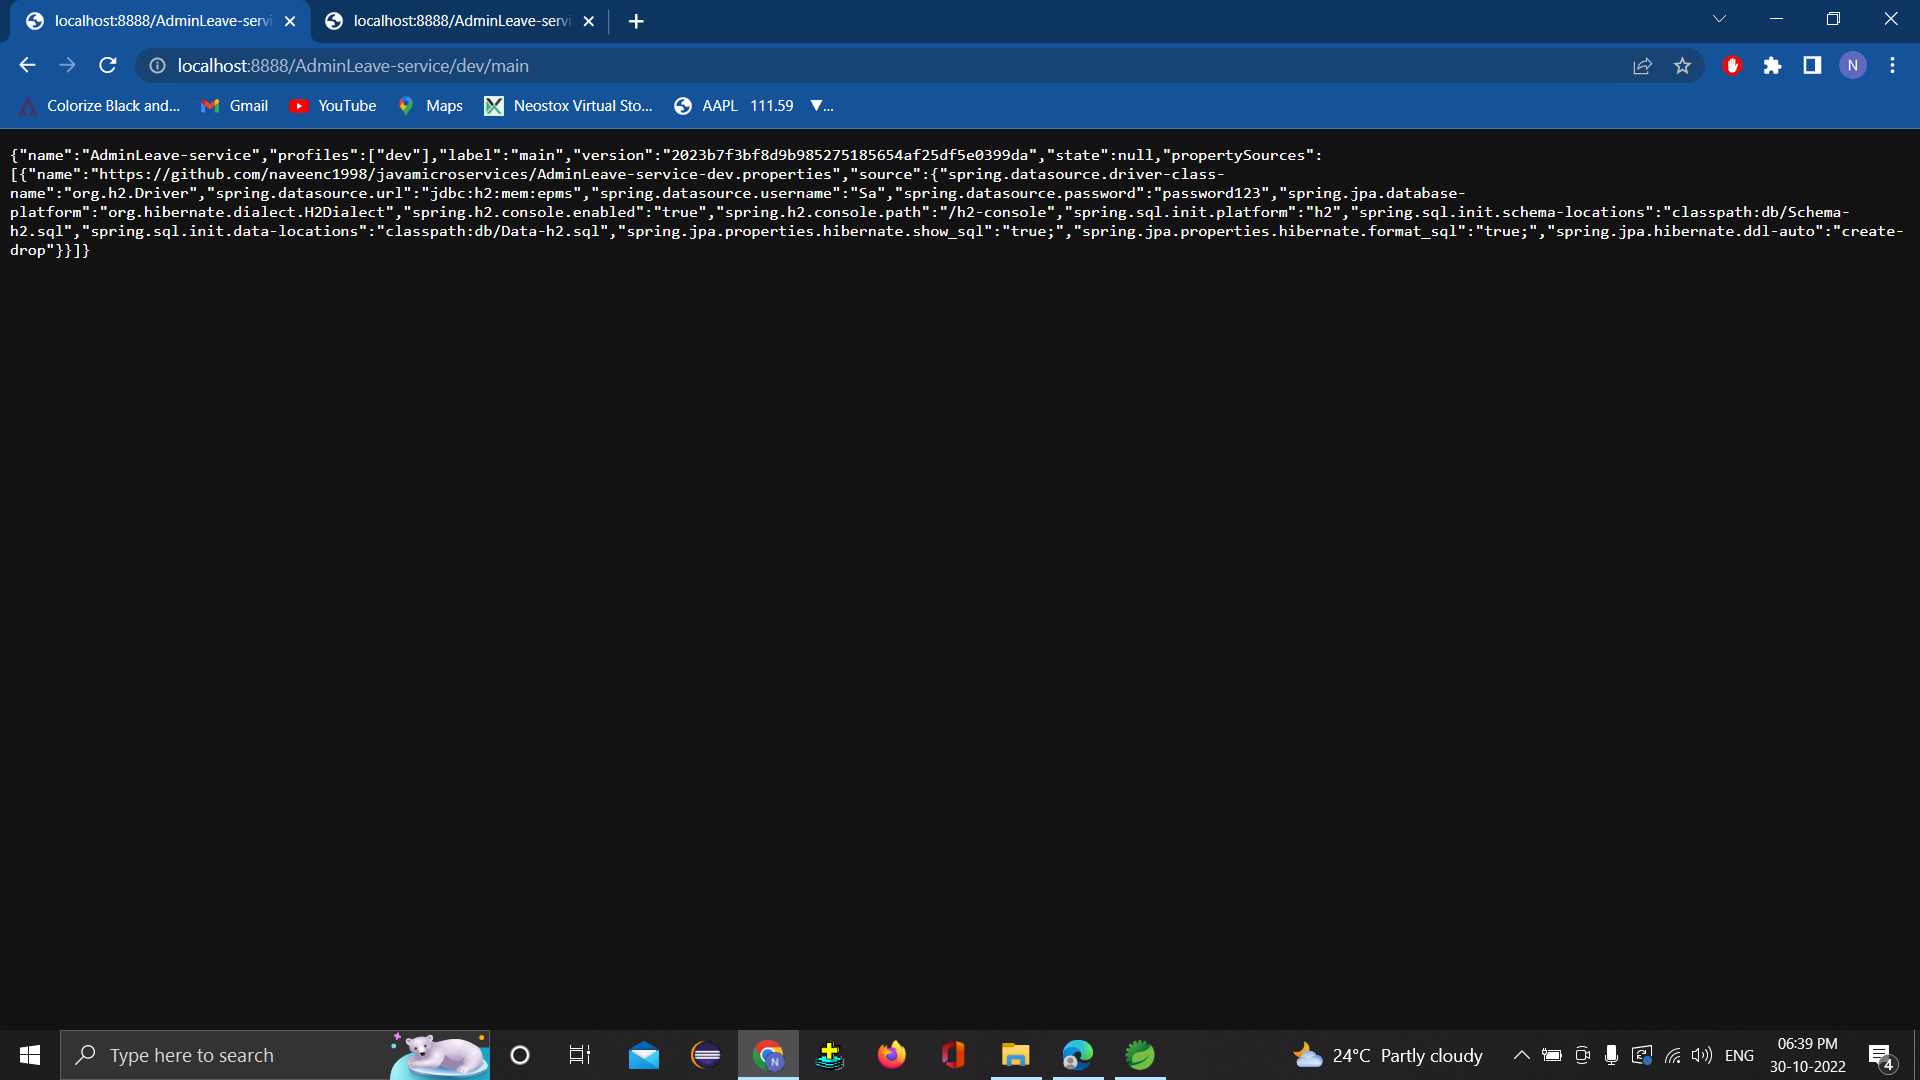 localhost:8888/AdminLeave-servi
localhost:8888/AdminLeave-servi
localhost:8888/AdminLeave-service/dev/main
N
Colorize Black and...
Gmail
YouTube
Maps
Neostox Virtual Sto...
AAPL 111.59 ▼...
{"name":"AdminLeave-service","profiles":["dev"],"label":"main","version":"2023b7f3bf8d9b985275185654af25df5e0399da","state":null,"propertySources":
[{"name":"https://github.com/naveenc1998/javamicroservices/AdminLeave-service-dev.properties","source":{"spring.datasource.driver-class-
name":"org.h2.Driver","spring.datasource.url":"jdbc:h2:mem:epms","spring.datasource.username":"Sa","spring.datasource.password":"password123","spring.jpa.database-
platform":"org.hibernate.dialect.H2Dialect","spring.h2.console.enabled":"true","spring.h2.console.path":"/h2-console","spring.sql.init.platform":"h2","spring.sql.init.schema-locations":"classpath:db/Schema-
h2.sql","spring.sql.init.data-locations":"classpath:db/Data-h2.sql","spring.jpa.properties.hibernate.show_sql":"true;","spring.jpa.properties.hibernate.format_sql":"true;","spring.jpa.hibernate.ddl-auto":"create-
drop"}}]}
Type here to search
N
24°C Partly cloudy
ENG
06:39 PM
30-10-2022
4